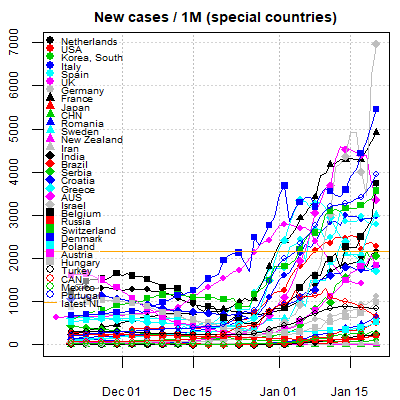 New cases / 1M (special countries)
7000
6000
5000
4000
3000
2000
1000
0
Netherlands
USA
Korea, South
Italy
Spain
UK
Germany
France
Japan
CHN
Romania
Sweden
New Zealand
Iran
India
Brazil
Serbia
Croatia
Greece
AUS
Israel
Belgium
Russia
Switzerland
Denmark
Poland
Austria
Hungary
Turkey
CAN
Mexico
Portugal
latest NL
Dec 01
Dec 15
Jan 01
Jan 15